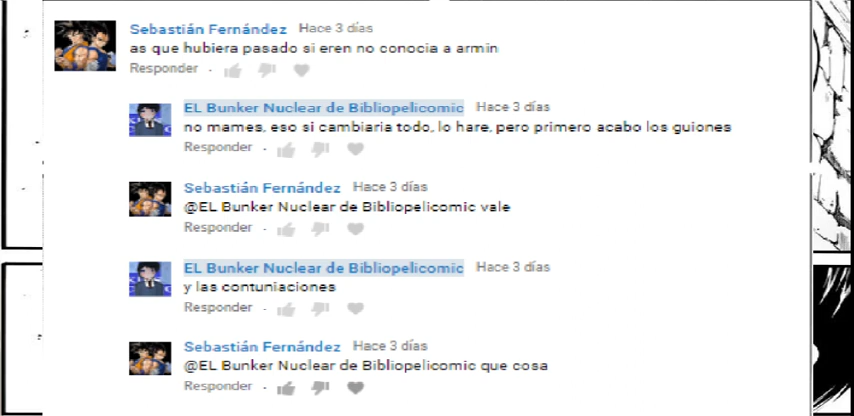 Sebastián Fernández Hace 3 días
as que hubiera pasado si eren no conocia a armin
Responder
EL Bunker Nuclear de Bibliopelicomic Hace 3 días
no mames, eso si cambiaria todo, lo hare, pero primero acabo los guiones
Responder
Sebastián Fernández Hace 3 días
@EL Bunker Nuclear de Bibliopelicomic vale
Responder
EL Bunker Nuclear de Bibliopelicomic Hace 3 días
y las contuniaciones
Responder
Sebastián Fernández Hace 3 días
@EL Bunker Nuclear de Bibliopelicomic que cosa
Responder